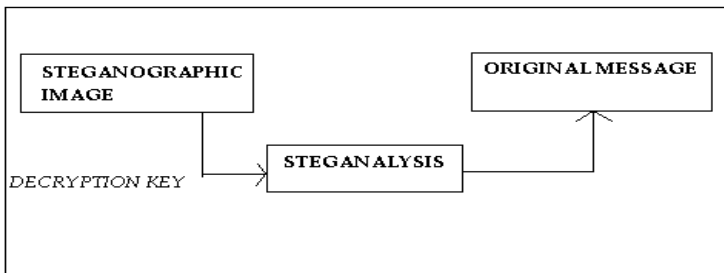 STEGANOGRAPHIC
IMAGE
ORIGINAL MESSAGE
STEGANALYSIS
DECRYPTION KEY